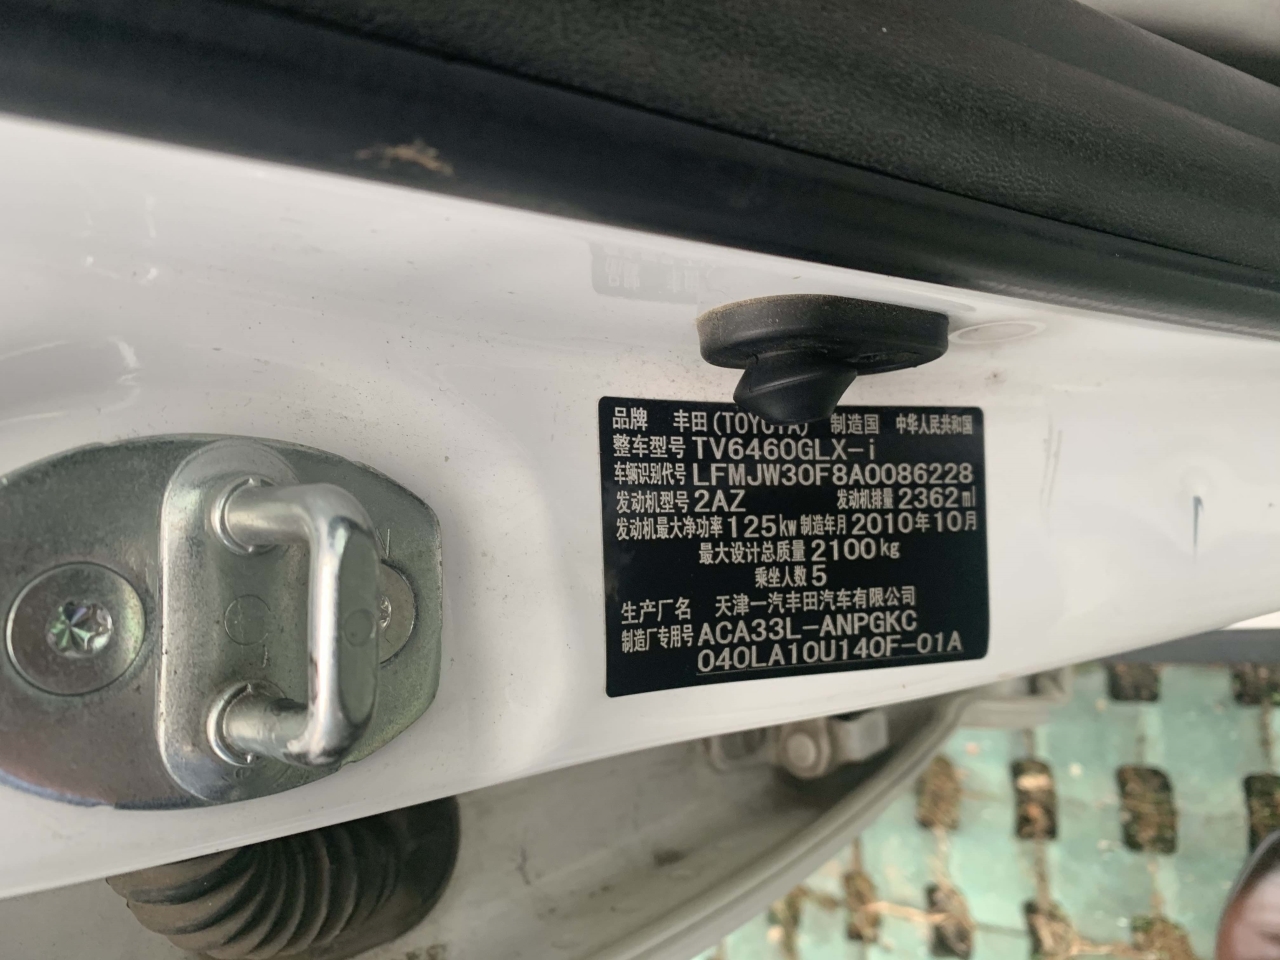 品牌 丰田(TOYOTA) 制造国 中华人民共和国
整车型号 TV6460GLX-i
车辆识别代号 LFMJW30F8A0086228
发动机型号 2AZ 发动机排量 2362ml
发动机最大净功率 125kw 制造年月 2010年10月
最大设计总质量 2100kg
乘坐人数 5
生产厂名 天津一汽丰田汽车有限公司
制造厂专用号 ACA33L-ANPGKC
040LA10U140F-01A